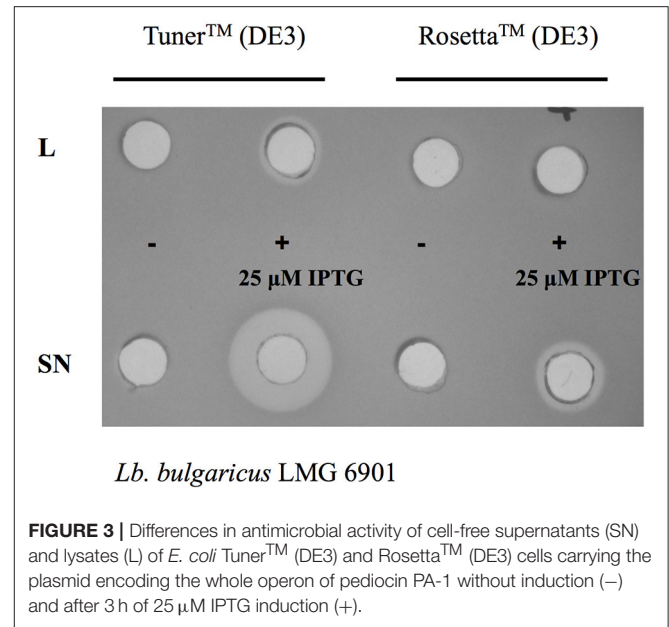 Tuner™ (DE3) Rosetta™ (DE3)
L
- + - +
25 µM IPTG 25 µM IPTG
SN
Lb. bulgaricus LMG 6901
FIGURE 3 | Differences in antimicrobial activity of cell-free supernatants (SN)
and lysates (L) of E. coli Tuner™ (DE3) and Rosetta™ (DE3) cells carrying the
plasmid encoding the whole operon of pediocin PA-1 without induction (−)
and after 3 h of 25 µM IPTG induction (+).